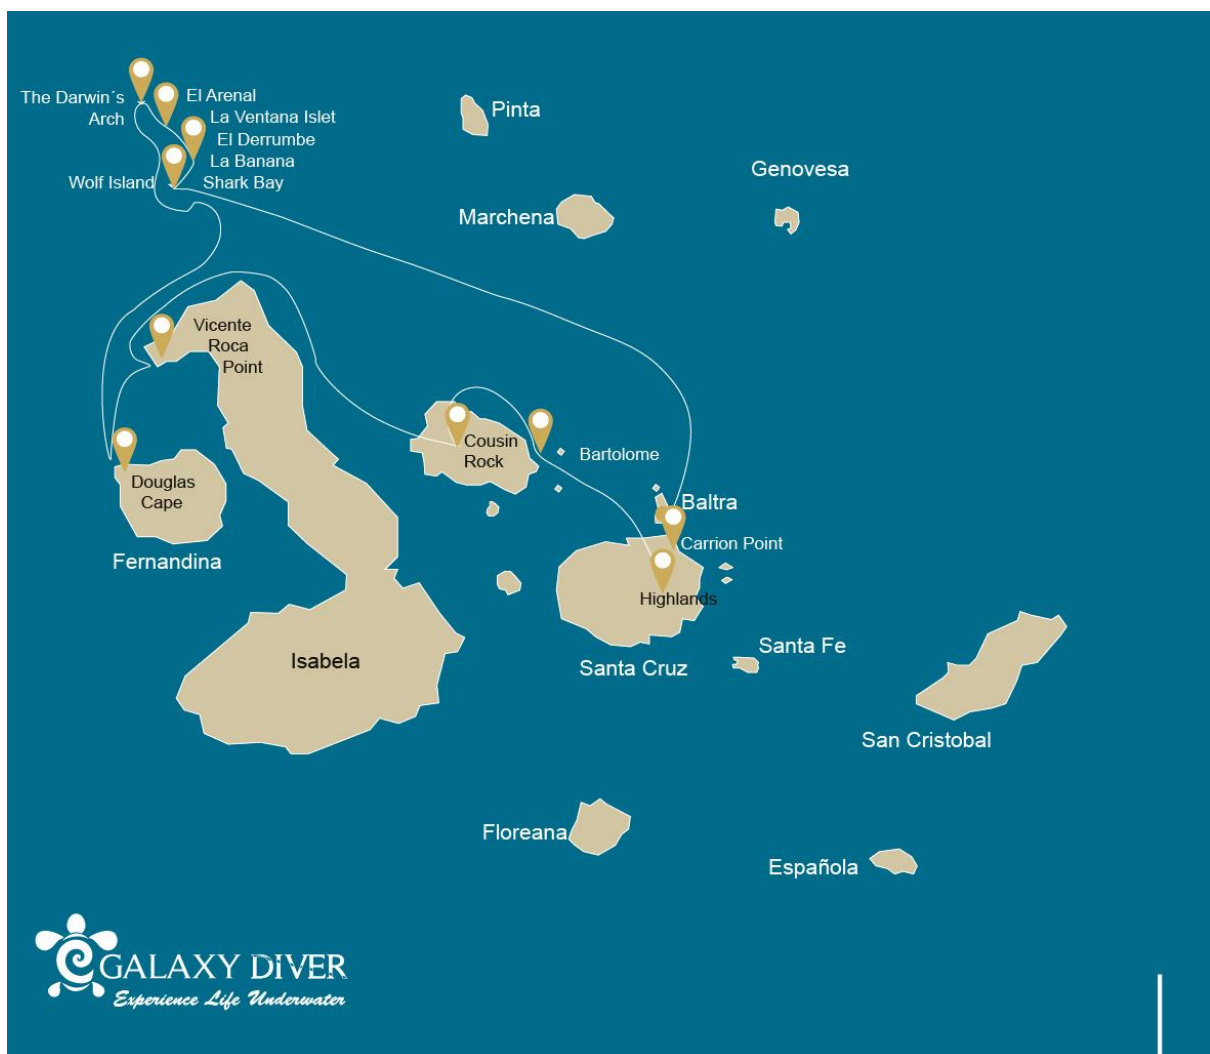 The Darwin´s
Arch
El Arenal
La Ventana Islet
El Derrumbe
La Banana
Wolf Island
Shark Bay
Pinta
Genovesa
Marchena
Vicente
Roca
Point
Cousin
Rock
Bartolome
Douglas
Cape
Baltra
Carrion Point
Fernandina
Highlands
Isabela
Santa Cruz
Santa Fe
San Cristobal
Floreana
Española
GALAXY DIVER
Experience Life Underwater